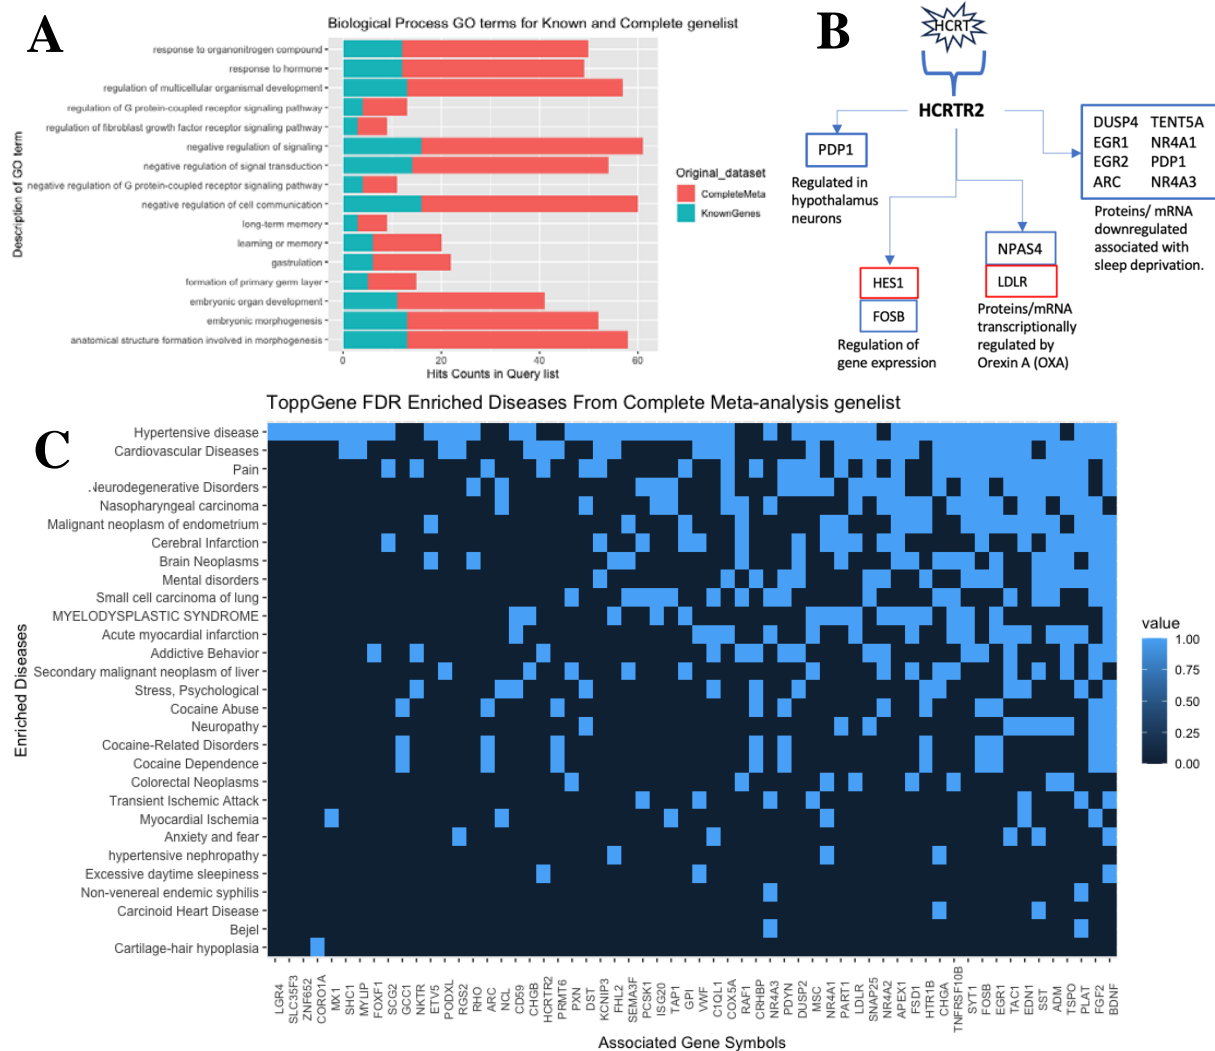 A
Biological Process GO terms for Known and Complete genelist
Description of GO term
response to organonitrogen compound
response to hormone
regulation of multicellular organismal development
regulation of G protein-coupled receptor signaling pathway
regulation of fibroblast growth factor receptor signaling pathway
negative regulation of signaling
negative regulation of signal transduction
negative regulation of G protein-coupled receptor signaling pathway
negative regulation of cell communication
long-term memory
learning or memory
gastrulation
formation of primary germ layer
embryonic organ development
embryonic morphogenesis
anatomical structure formation involved in morphogenesis
0 20 40 60
Hits Counts in Query list
Original_dataset
CompleteMeta
KnownGenes
B
HCRT
HCRTR2
PDP1
Regulated in
hypothalamus
neurons
HES1
FOSB
Regulation of
gene expression
NPAS4
LDLR
Proteins/mRNA
transcriptionally
regulated by
Orexin A (OXA)
DUSP4 TENT5A
EGR1 NR4A1
EGR2 PDP1
ARC NR4A3
Proteins/ mRNA
downregulated
associated with
sleep deprivation.
C
ToppGene FDR Enriched Diseases From Complete Meta-analysis genelist
Enriched Diseases
Hypertensive disease
Cardiovascular Diseases
Pain
Neurodegenerative Disorders
Nasopharyngeal carcinoma
Malignant neoplasm of endometrium
Cerebral Infarction
Brain Neoplasms
Mental disorders
Small cell carcinoma of lung
MYELODYSPLASTIC SYNDROME
Acute myocardial infarction
Addictive Behavior
Secondary malignant neoplasm of liver
Stress, Psychological
Cocaine Abuse
Neuropathy
Cocaine-Related Disorders
Cocaine Dependence
Colorectal Neoplasms
Transient Ischemic Attack
Myocardial Ischemia
Anxiety and fear
hypertensive nephropathy
Excessive daytime sleepiness
Non-venereal endemic syphilis
Carcinoid Heart Disease
Bejel
Cartilage-hair hypoplasia
LGR4
SLC35F3
ZNF652
CORO1A
MX1
SHC1
MYLIP
FOXF1
SCG2
GCC1
NKTR
ETV5
PODXL
RGS2
RHO
ARC
NCL
CD59
CHGB
HCRTR2
PRMT6
PXN
DST
KCNIP3
FHL2
SEMA3F
PCSK1
ISG20
TAP1
GPI
VWF
C1QL1
COX5A
RAF1
CRHBP
NR4A3
PDYN
DUSP2
MSC
NR4A1
PART1
LDLR
SNAP25
NR4A2
APEX1
FSD1
HTR1B
CHGA
TNFRSF10B
SYT1
FOSB
EGR1
TAC1
EDN1
SST
ADM
TSPO
PLAT
FGF2
BDNF
Associated Gene Symbols
value
1.00
0.75
0.50
0.25
0.00